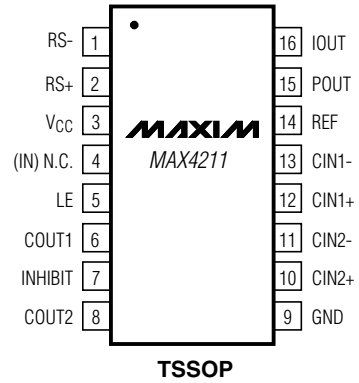 RS- 1
RS+ 2
VCC 3
(IN) N.C. 4
LE 5
COUT1 6
INHIBIT 7
COUT2 8
MAXIM
MAX4211
16 IOUT
15 POUT
14 REF
13 CIN1-
12 CIN1+
11 CIN2-
10 CIN2+
9 GND
TSSOP